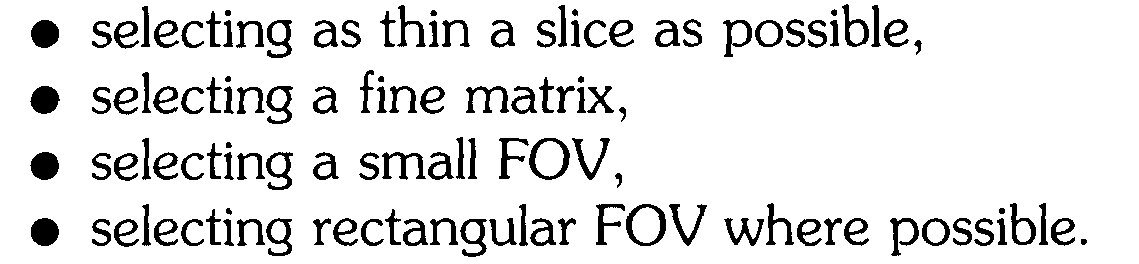 ● selecting as thin a slice as possible,
● selecting a fine matrix,
● selecting a small FOV,
● selecting rectangular FOV where possible.